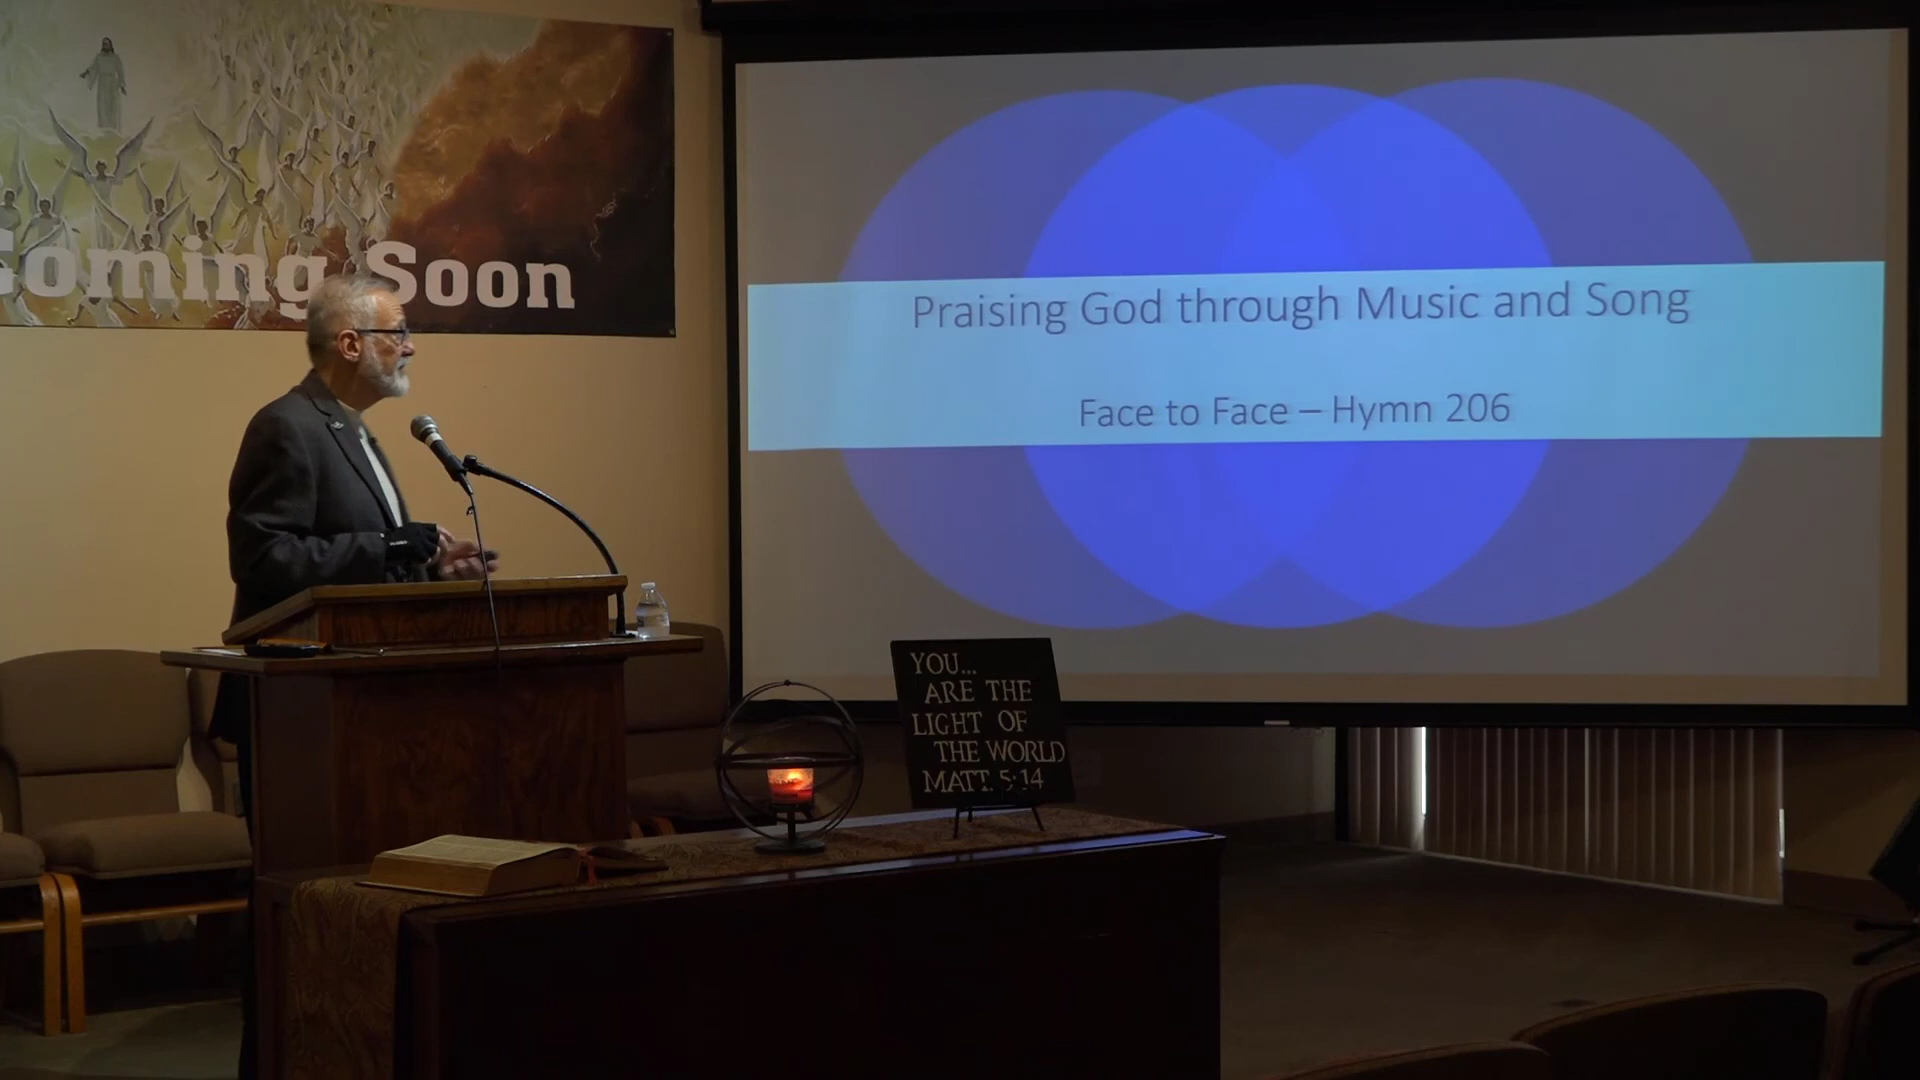 Coming Soon
Praising God through Music and Song
Face to Face – Hymn 206
YOU...
ARE THE
LIGHT OF
THE WORLD
MATT. 5:14